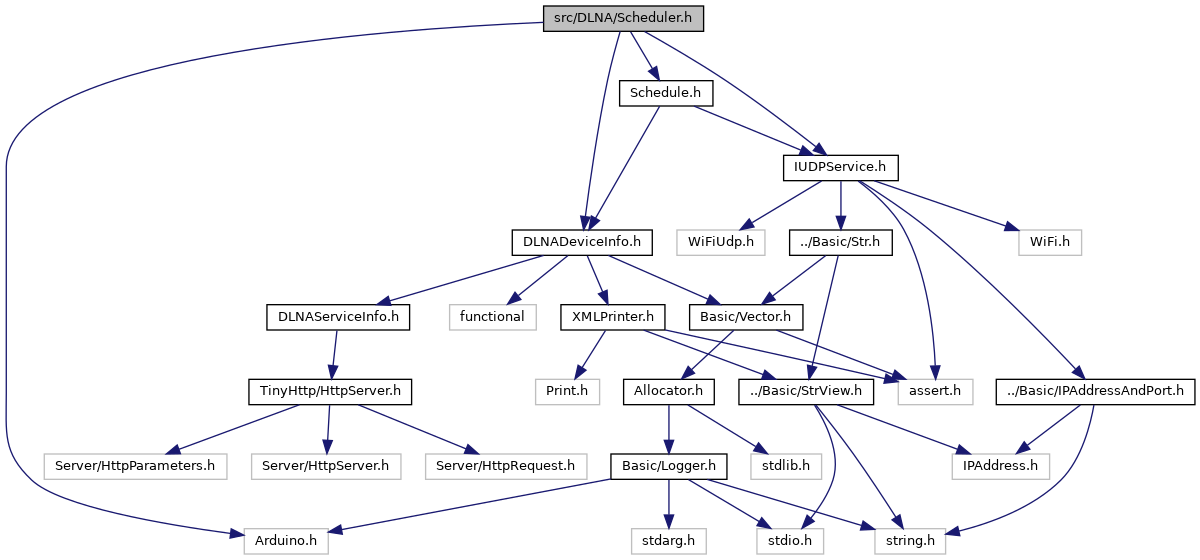 src/DLNA/Scheduler.h
Schedule.h
IUDPService.h
DLNADeviceInfo.h
WiFiUdp.h
../Basic/Str.h
WiFi.h
DLNAServiceInfo.h
functional
XMLPrinter.h
Basic/Vector.h
TinyHttp/HttpServer.h
Print.h
Allocator.h
../Basic/StrView.h
assert.h
../Basic/IPAddressAndPort.h
Server/HttpParameters.h
Server/HttpServer.h
Server/HttpRequest.h
Basic/Logger.h
stdlib.h
IPAddress.h
Arduino.h
stdarg.h
stdio.h
string.h